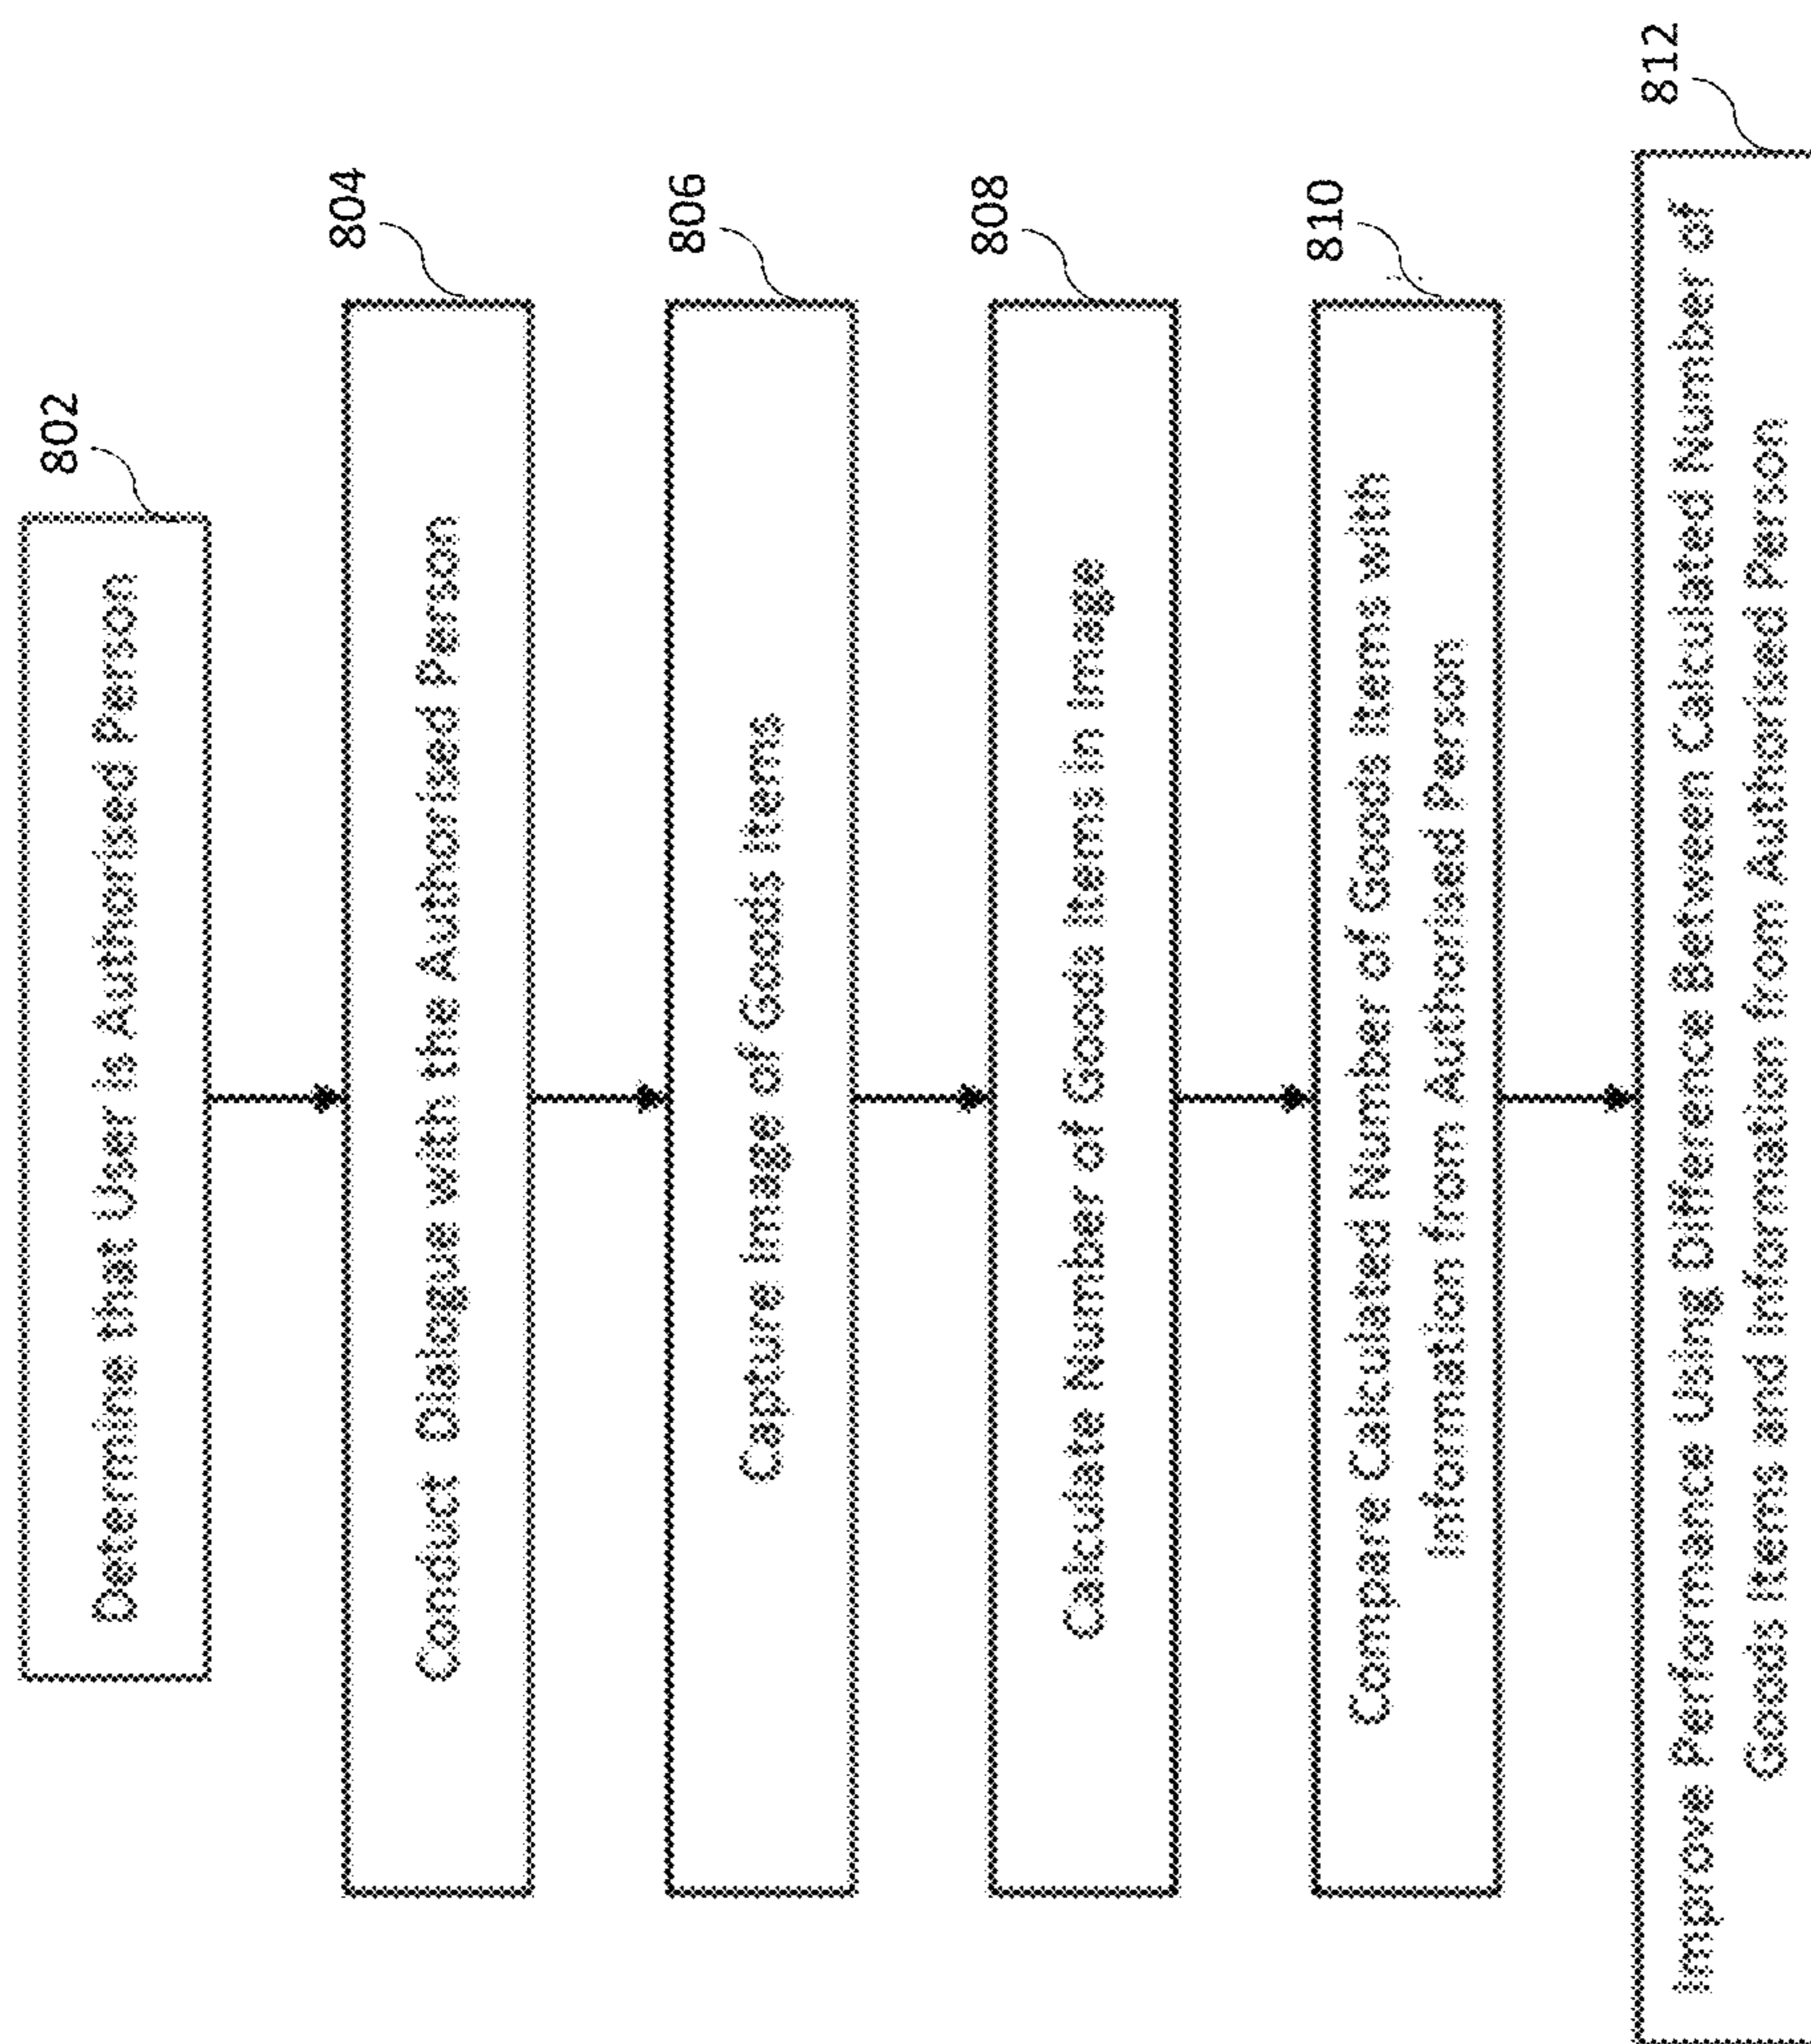 802
Determine that User is Authorised Person
804
Conduct Dialogue with the Authorised Person
806
Capture Image of Goods Items
808
Calculate Number of Goods Items in Image
810
Compare Calculated Number of Goods Items with
Information from Authorised Person
812
Improve Performance Using Difference Between Calculated Number of
Goods Items and Information from Authorised Person